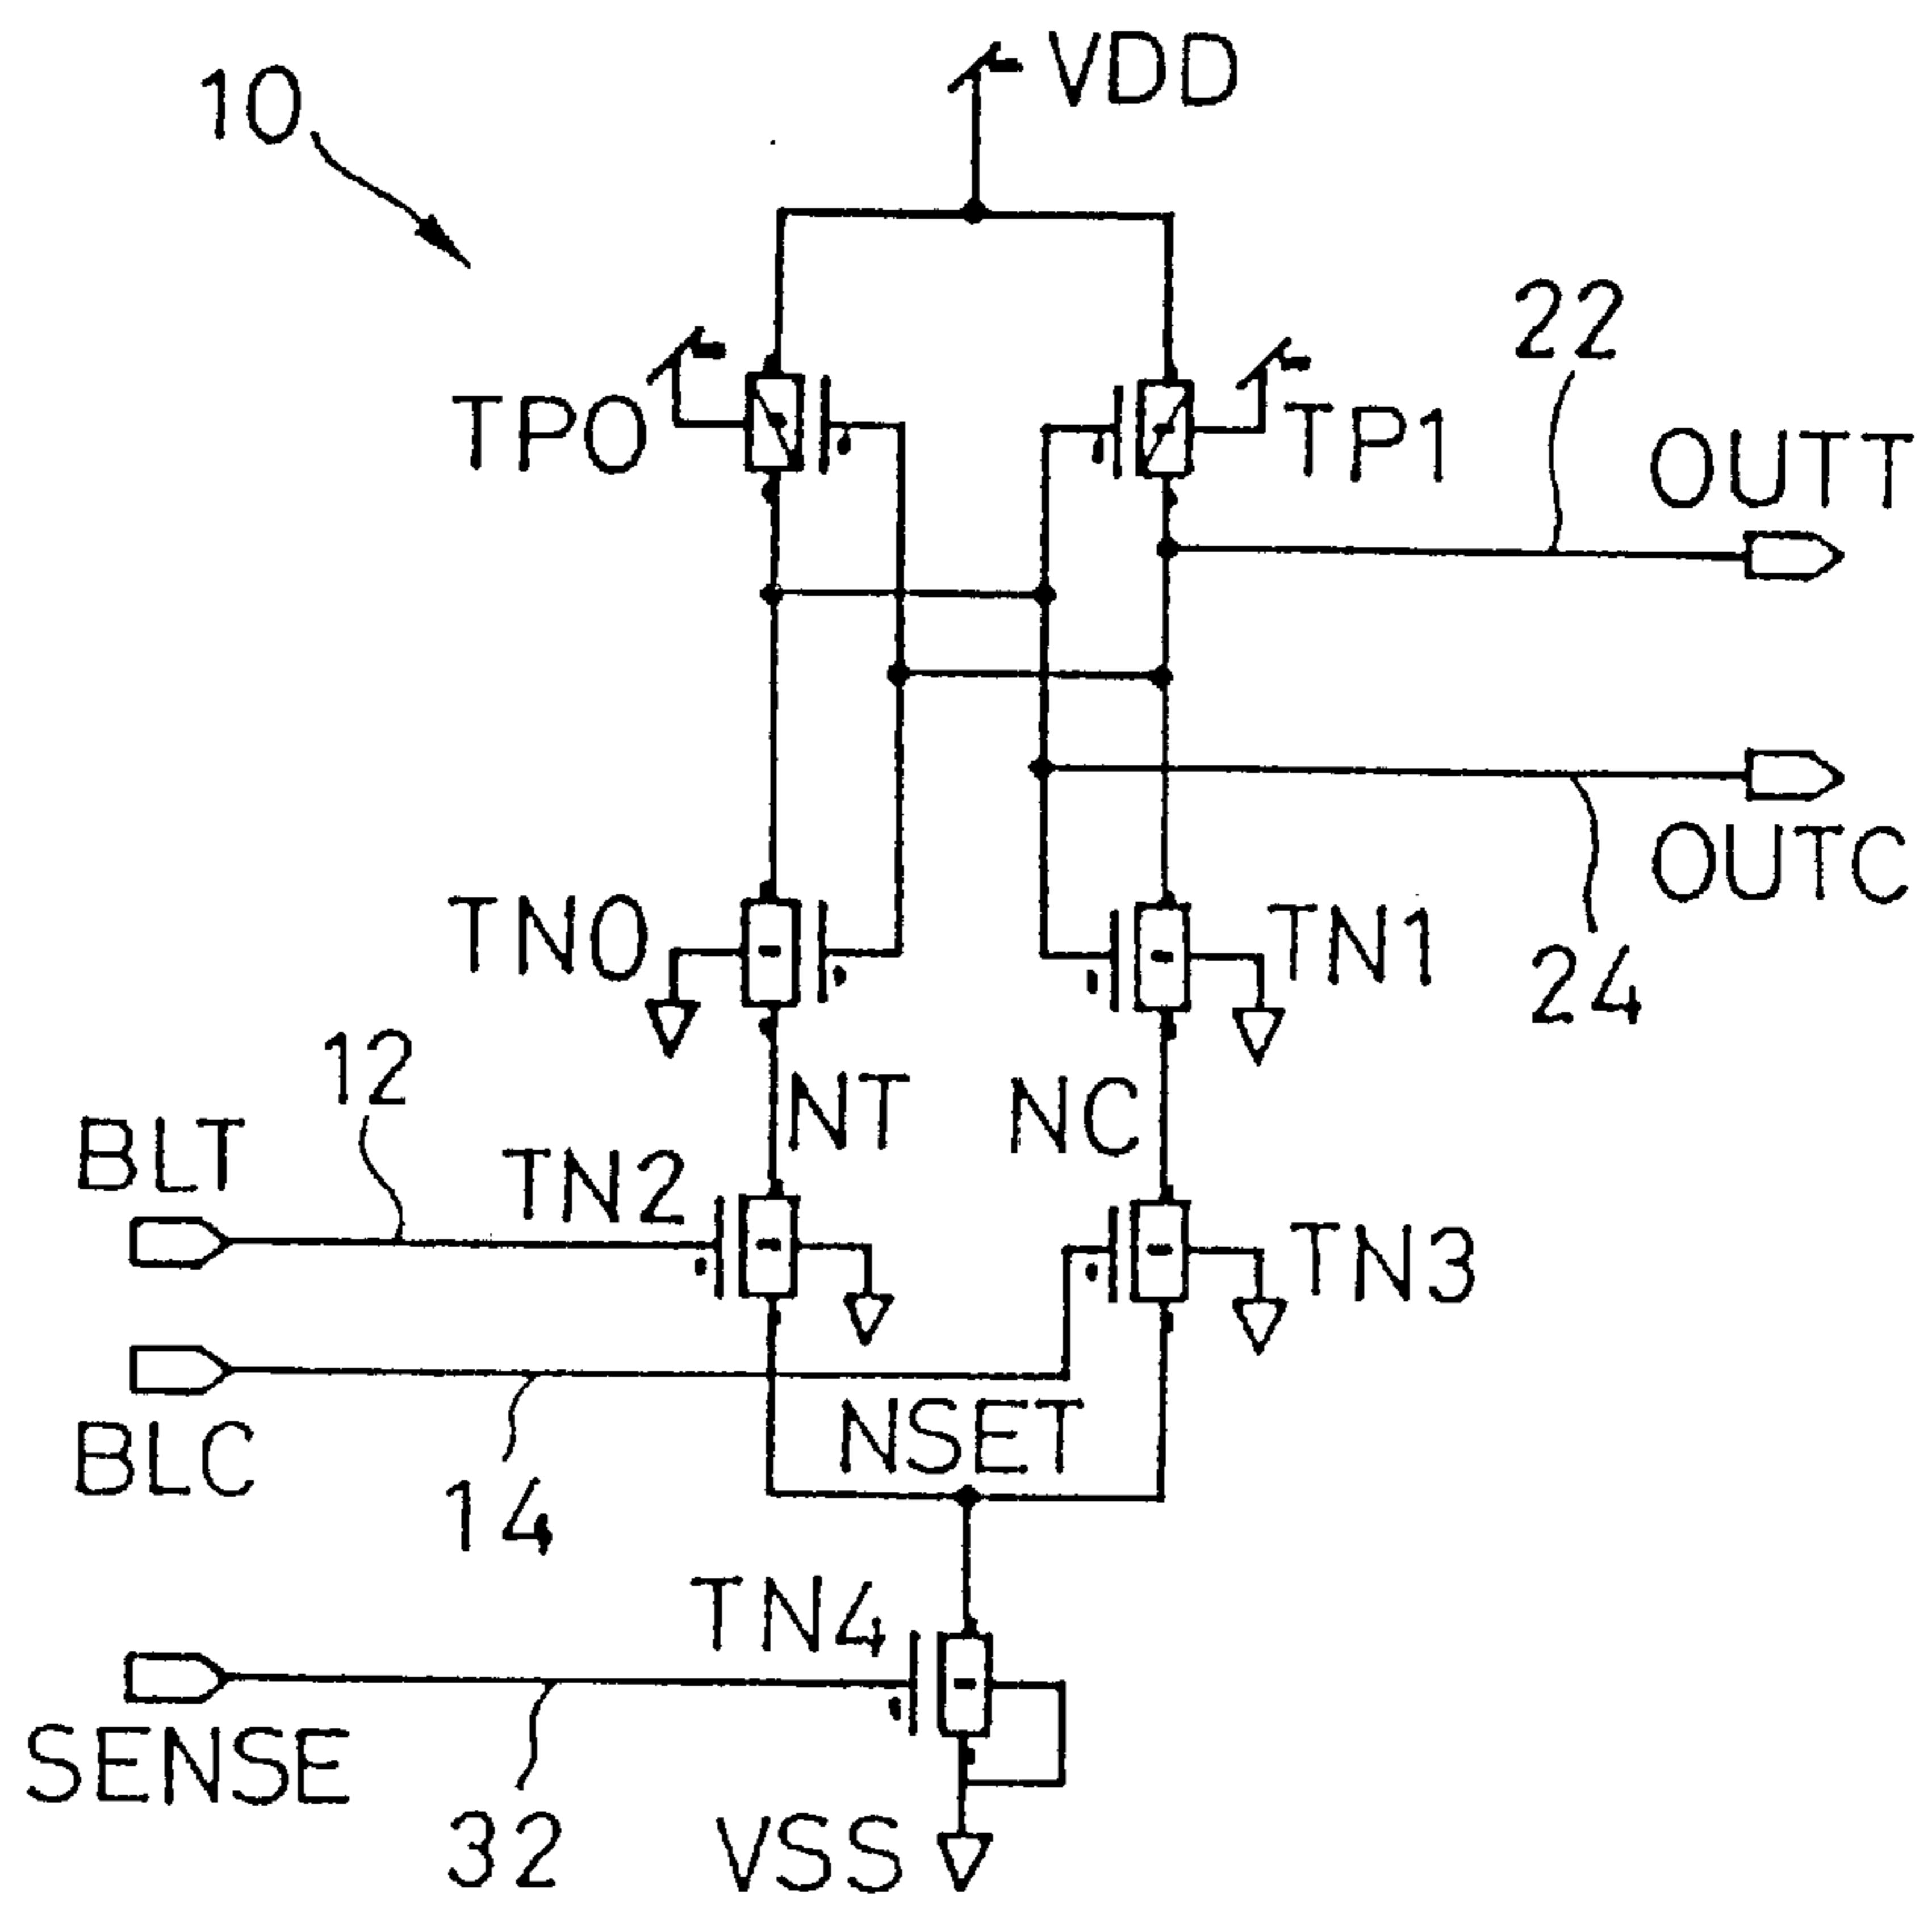 10
VDD
22
TP0
TP1
OUTT
OUTC
TN0
TN1
24
12
NT
NC
BLT
TN2
TN3
BLC
NSET
14
TN4
SENSE
32
VSS